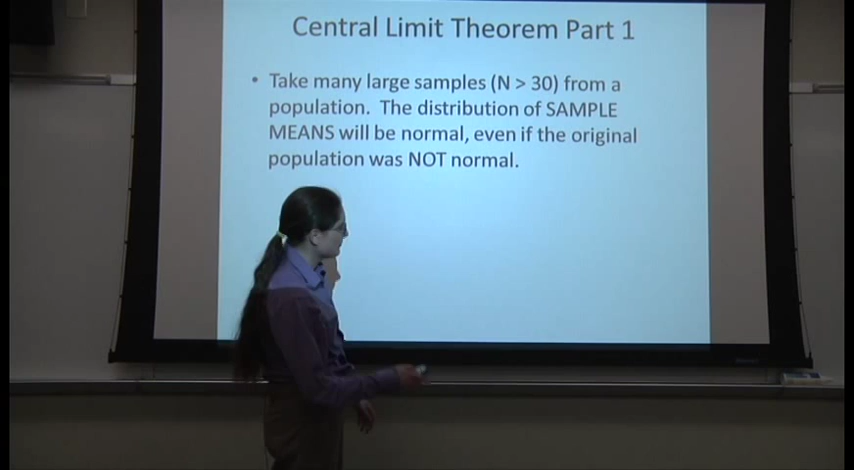 Central Limit Theorem Part 1
• Take many large samples (N > 30) from a
population. The distribution of SAMPLE
MEANS will be normal, even if the original
population was NOT normal.